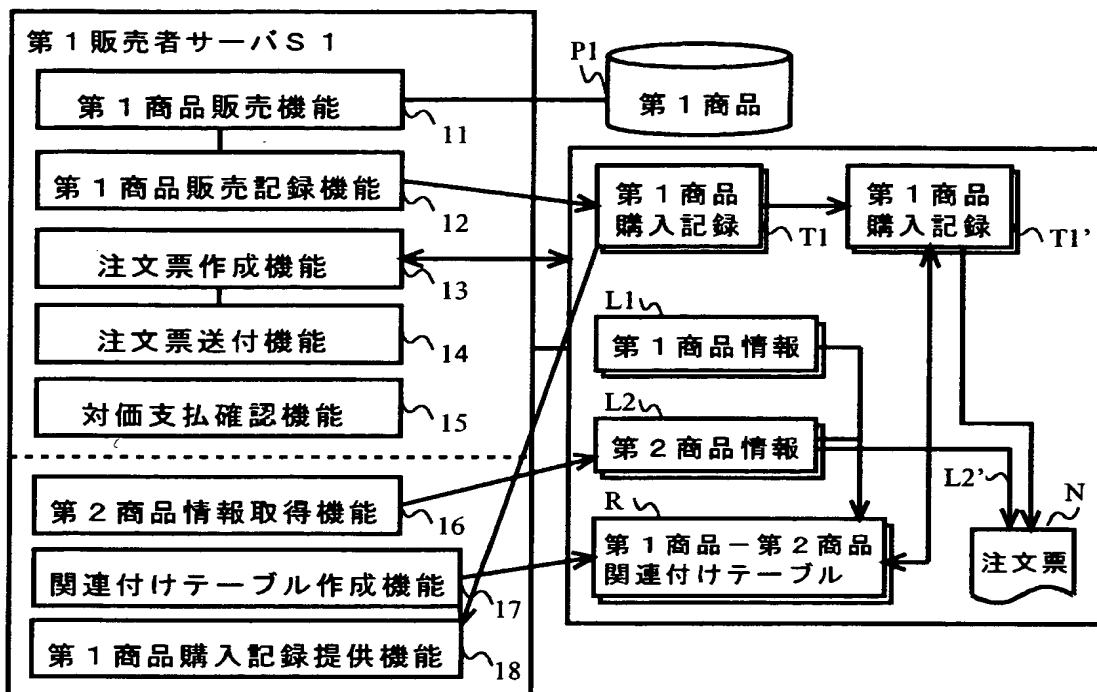 第１販売者サーバＳ１
第１商品販売機能
11
第１商品販売記録機能
12
注文票作成機能
13
注文票送付機能
14
対価支払確認機能
15
第２商品情報取得機能
16
関連付けテーブル作成機能
17
第１商品購入記録提供機能
18
P1
第１商品
第１商品
購入記録
T1
第１商品
購入記録
T1'
L1
第１商品情報
L2
第２商品情報
L2'
R
第１商品－第２商品
関連付けテーブル
N
注文票